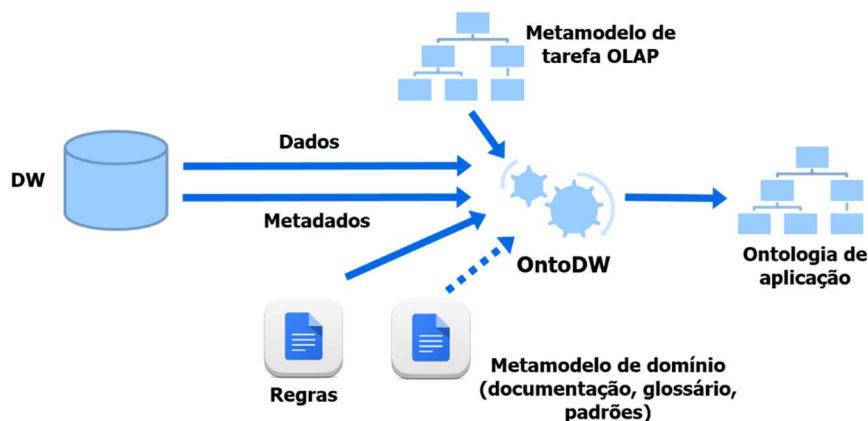 Metamodelo de
tarefa OLAP
Dados
DW
Metadados
OntoDW
Ontologia de
aplicação
Regras
Metamodelo de domínio
(documentação, glossário,
padrões)